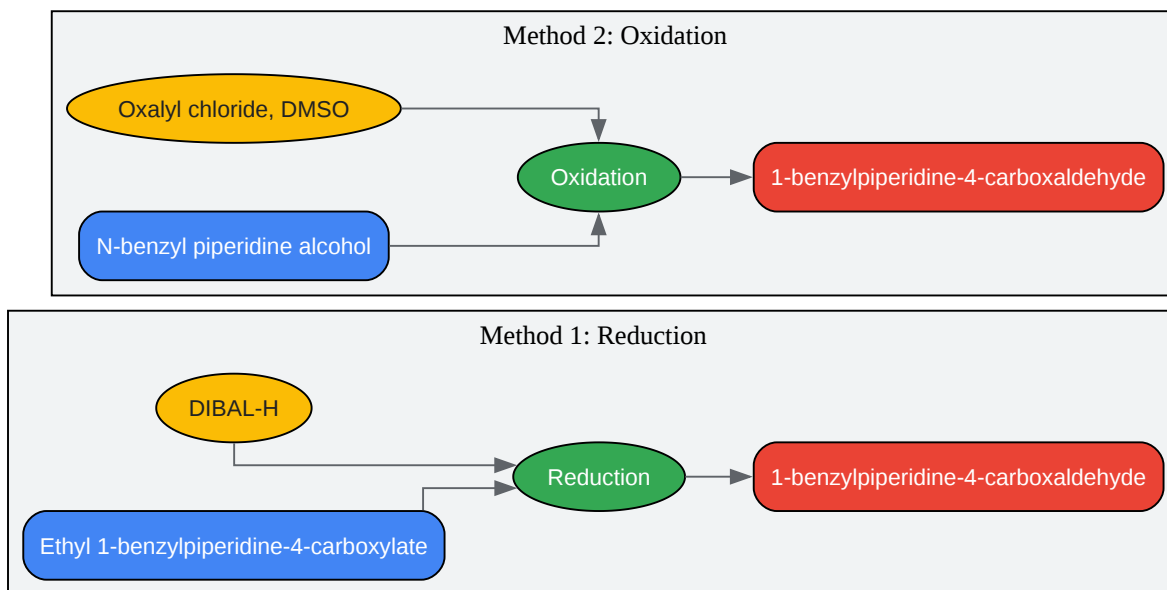 Method 2: Oxidation
Oxalyl chloride, DMSO
Oxidation
1-benzylpiperidine-4-carboxaldehyde
N-benzyl piperidine alcohol
Method 1: Reduction
DIBAL-H
Reduction
1-benzylpiperidine-4-carboxaldehyde
Ethyl 1-benzylpiperidine-4-carboxylate